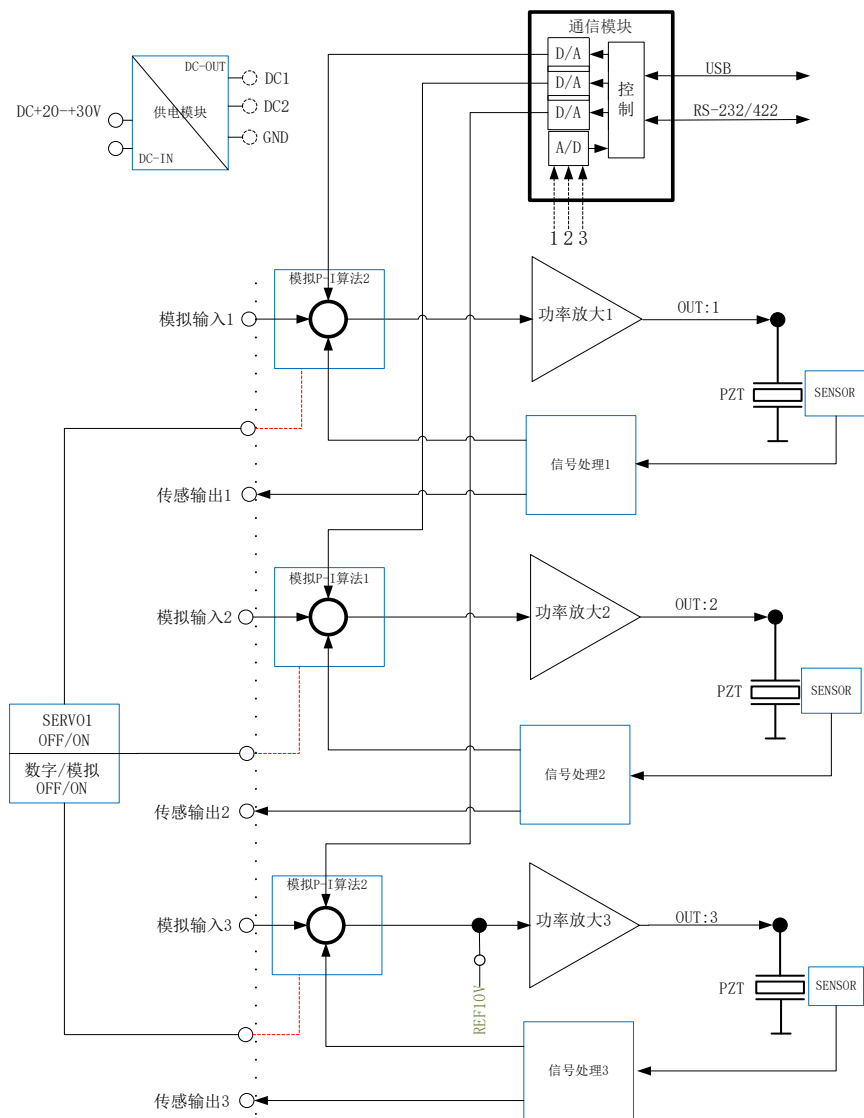 通信模块
DC-OUT
DC1
DC+20-+30V
供电模块
DC2
GND
DC-IN
D/A
D/A
D/A
A/D
控制
USB
RS-232/422
1 2 3
模拟P-I算法2
模拟输入1
功率放大1
OUT:1
PZT
SENSOR
信号处理1
传感输出1
模拟P-I算法1
模拟输入2
功率放大2
OUT:2
PZT
SENSOR
SERVO1
OFF/ON
数字/模拟
OFF/ON
信号处理2
传感输出2
模拟P-I算法2
模拟输入3
功率放大3
OUT:3
REF10V
PZT
SENSOR
信号处理3
传感输出3